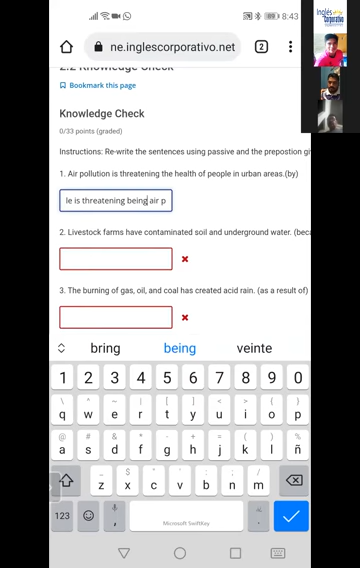 8:43
Inglés
Corporativo
ne.inglescorporativo.net
2
2.2 Knowledge Check
Bookmark this page
Knowledge Check
0/33 points (graded)
Instructions: Re-write the sentences using passive and the prepostion gi
1. Air pollution is threatening the health of people in urban areas.(by)
le is threatening being air p
2. Livestock farms have contaminated soil and underground water. (beca
3. The burning of gas, oil, and coal has created acid rain. (as a result of)
bring being veinte
1 2 3 4 5 6 7 8 9 0
q w e r t y u i o p
a s d f g h j k l ñ
z x c v b n m
123 , Microsoft SwiftKey .